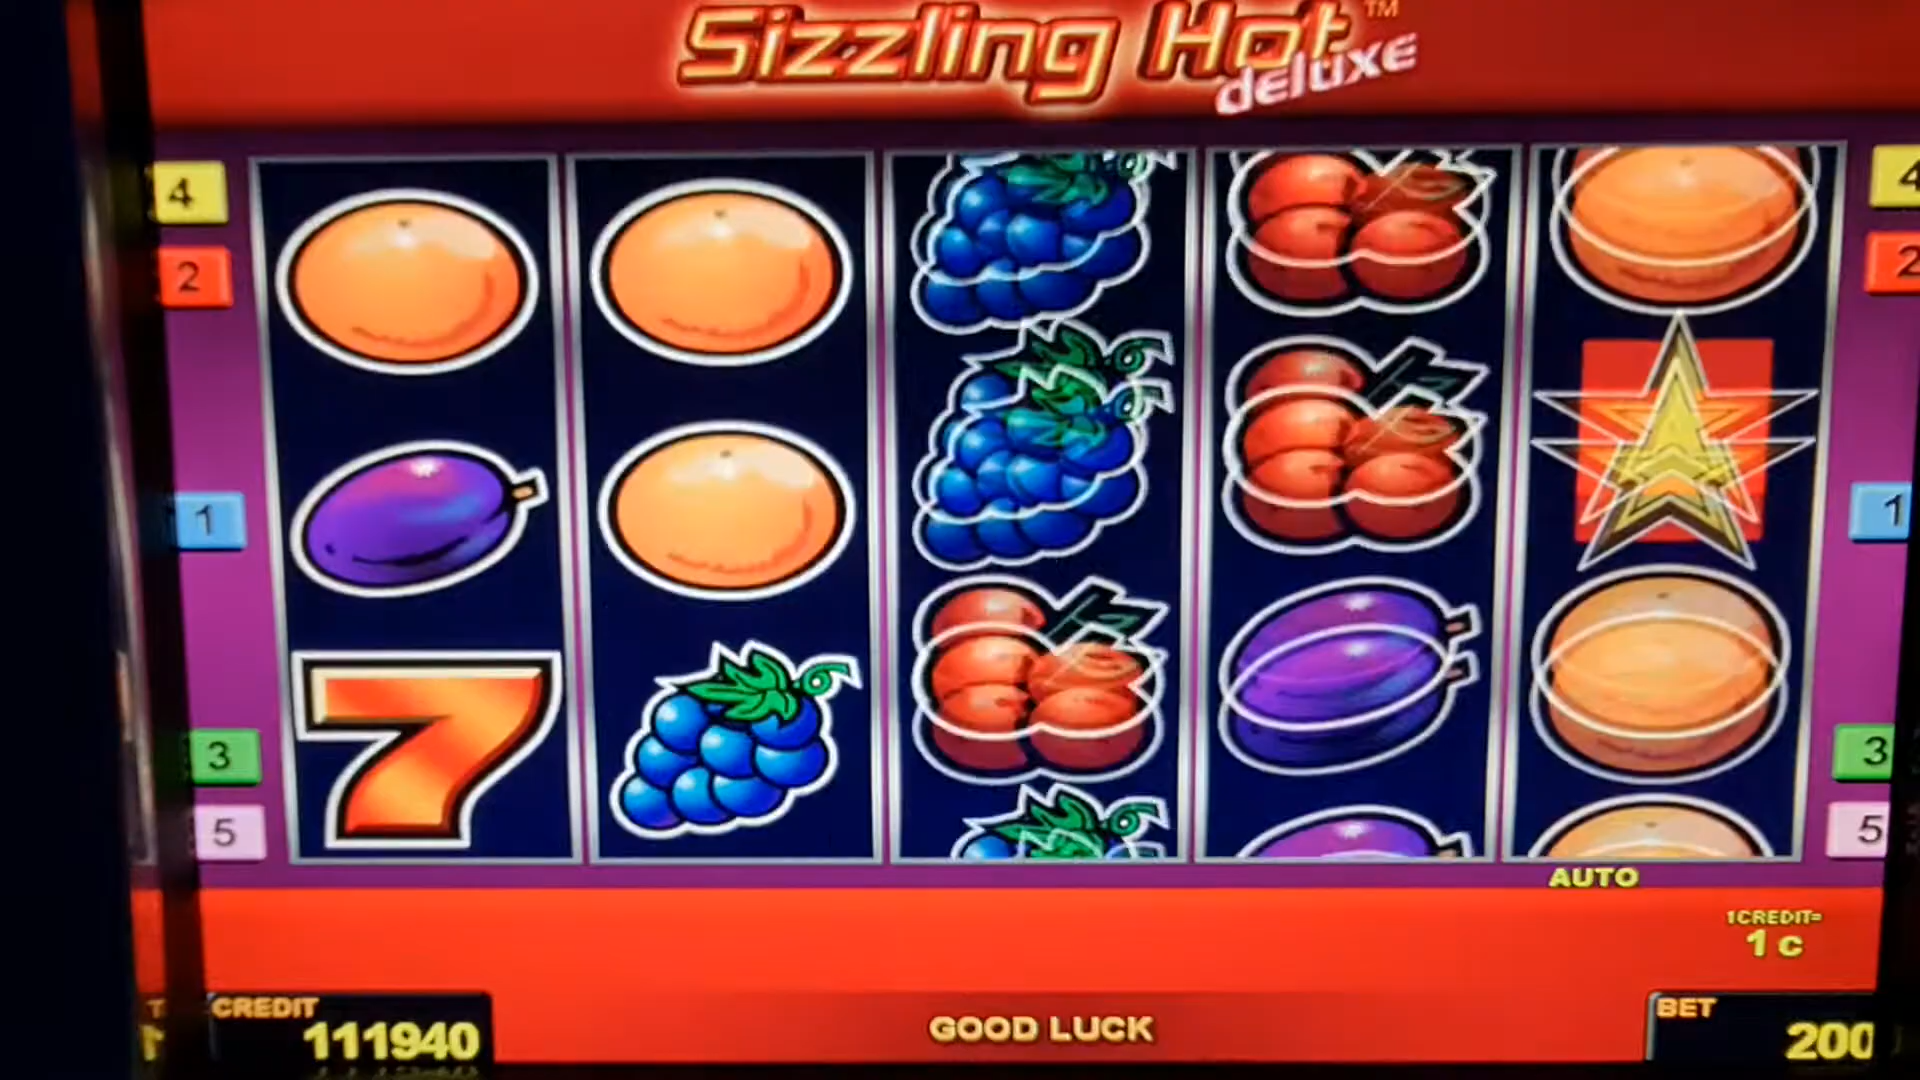 Sizzling Hot™
deluxe
4
4
2
2
7
1
1
3
3
5
5
AUTO
1CREDIT=
1 c
CREDIT
111940
GOOD LUCK
BET
200